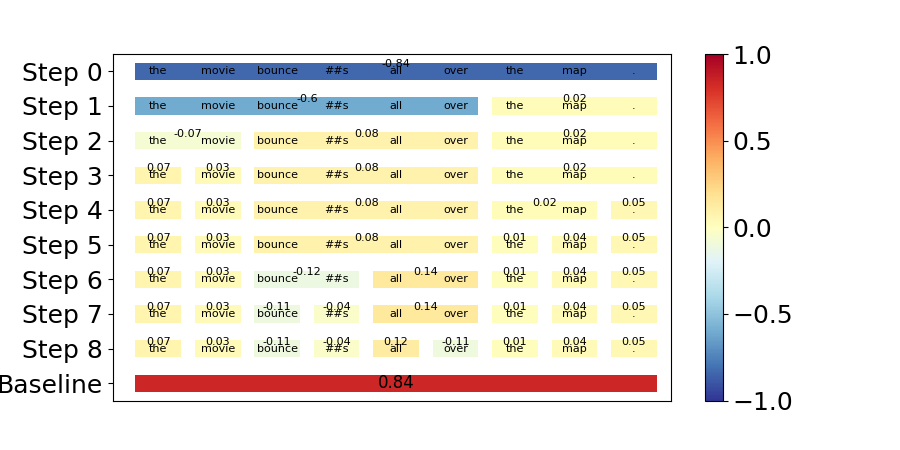 -0.84
Step 0 the movie bounce ##s all over the map .
-0.6 0.02
Step 1 the movie bounce ##s all over the map .
-0.07 0.08 0.02
Step 2 the movie bounce ##s all over the map .
0.07 0.03 0.08 0.02
Step 3 the movie bounce ##s all over the map .
0.07 0.03 0.08 0.02 0.05
Step 4 the movie bounce ##s all over the map .
0.07 0.03 0.08 0.01 0.04 0.05
Step 5 the movie bounce ##s all over the map .
0.07 0.03 -0.12 0.14 0.01 0.04 0.05
Step 6 the movie bounce ##s all over the map .
0.07 0.03 -0.11 -0.04 0.14 0.01 0.04 0.05
Step 7 the movie bounce ##s all over the map .
0.07 0.03 -0.11 -0.04 0.12 -0.11 0.01 0.04 0.05
Step 8 the movie bounce ##s all over the map .
Baseline 0.84
1.0
0.5
0.0
−0.5
−1.0